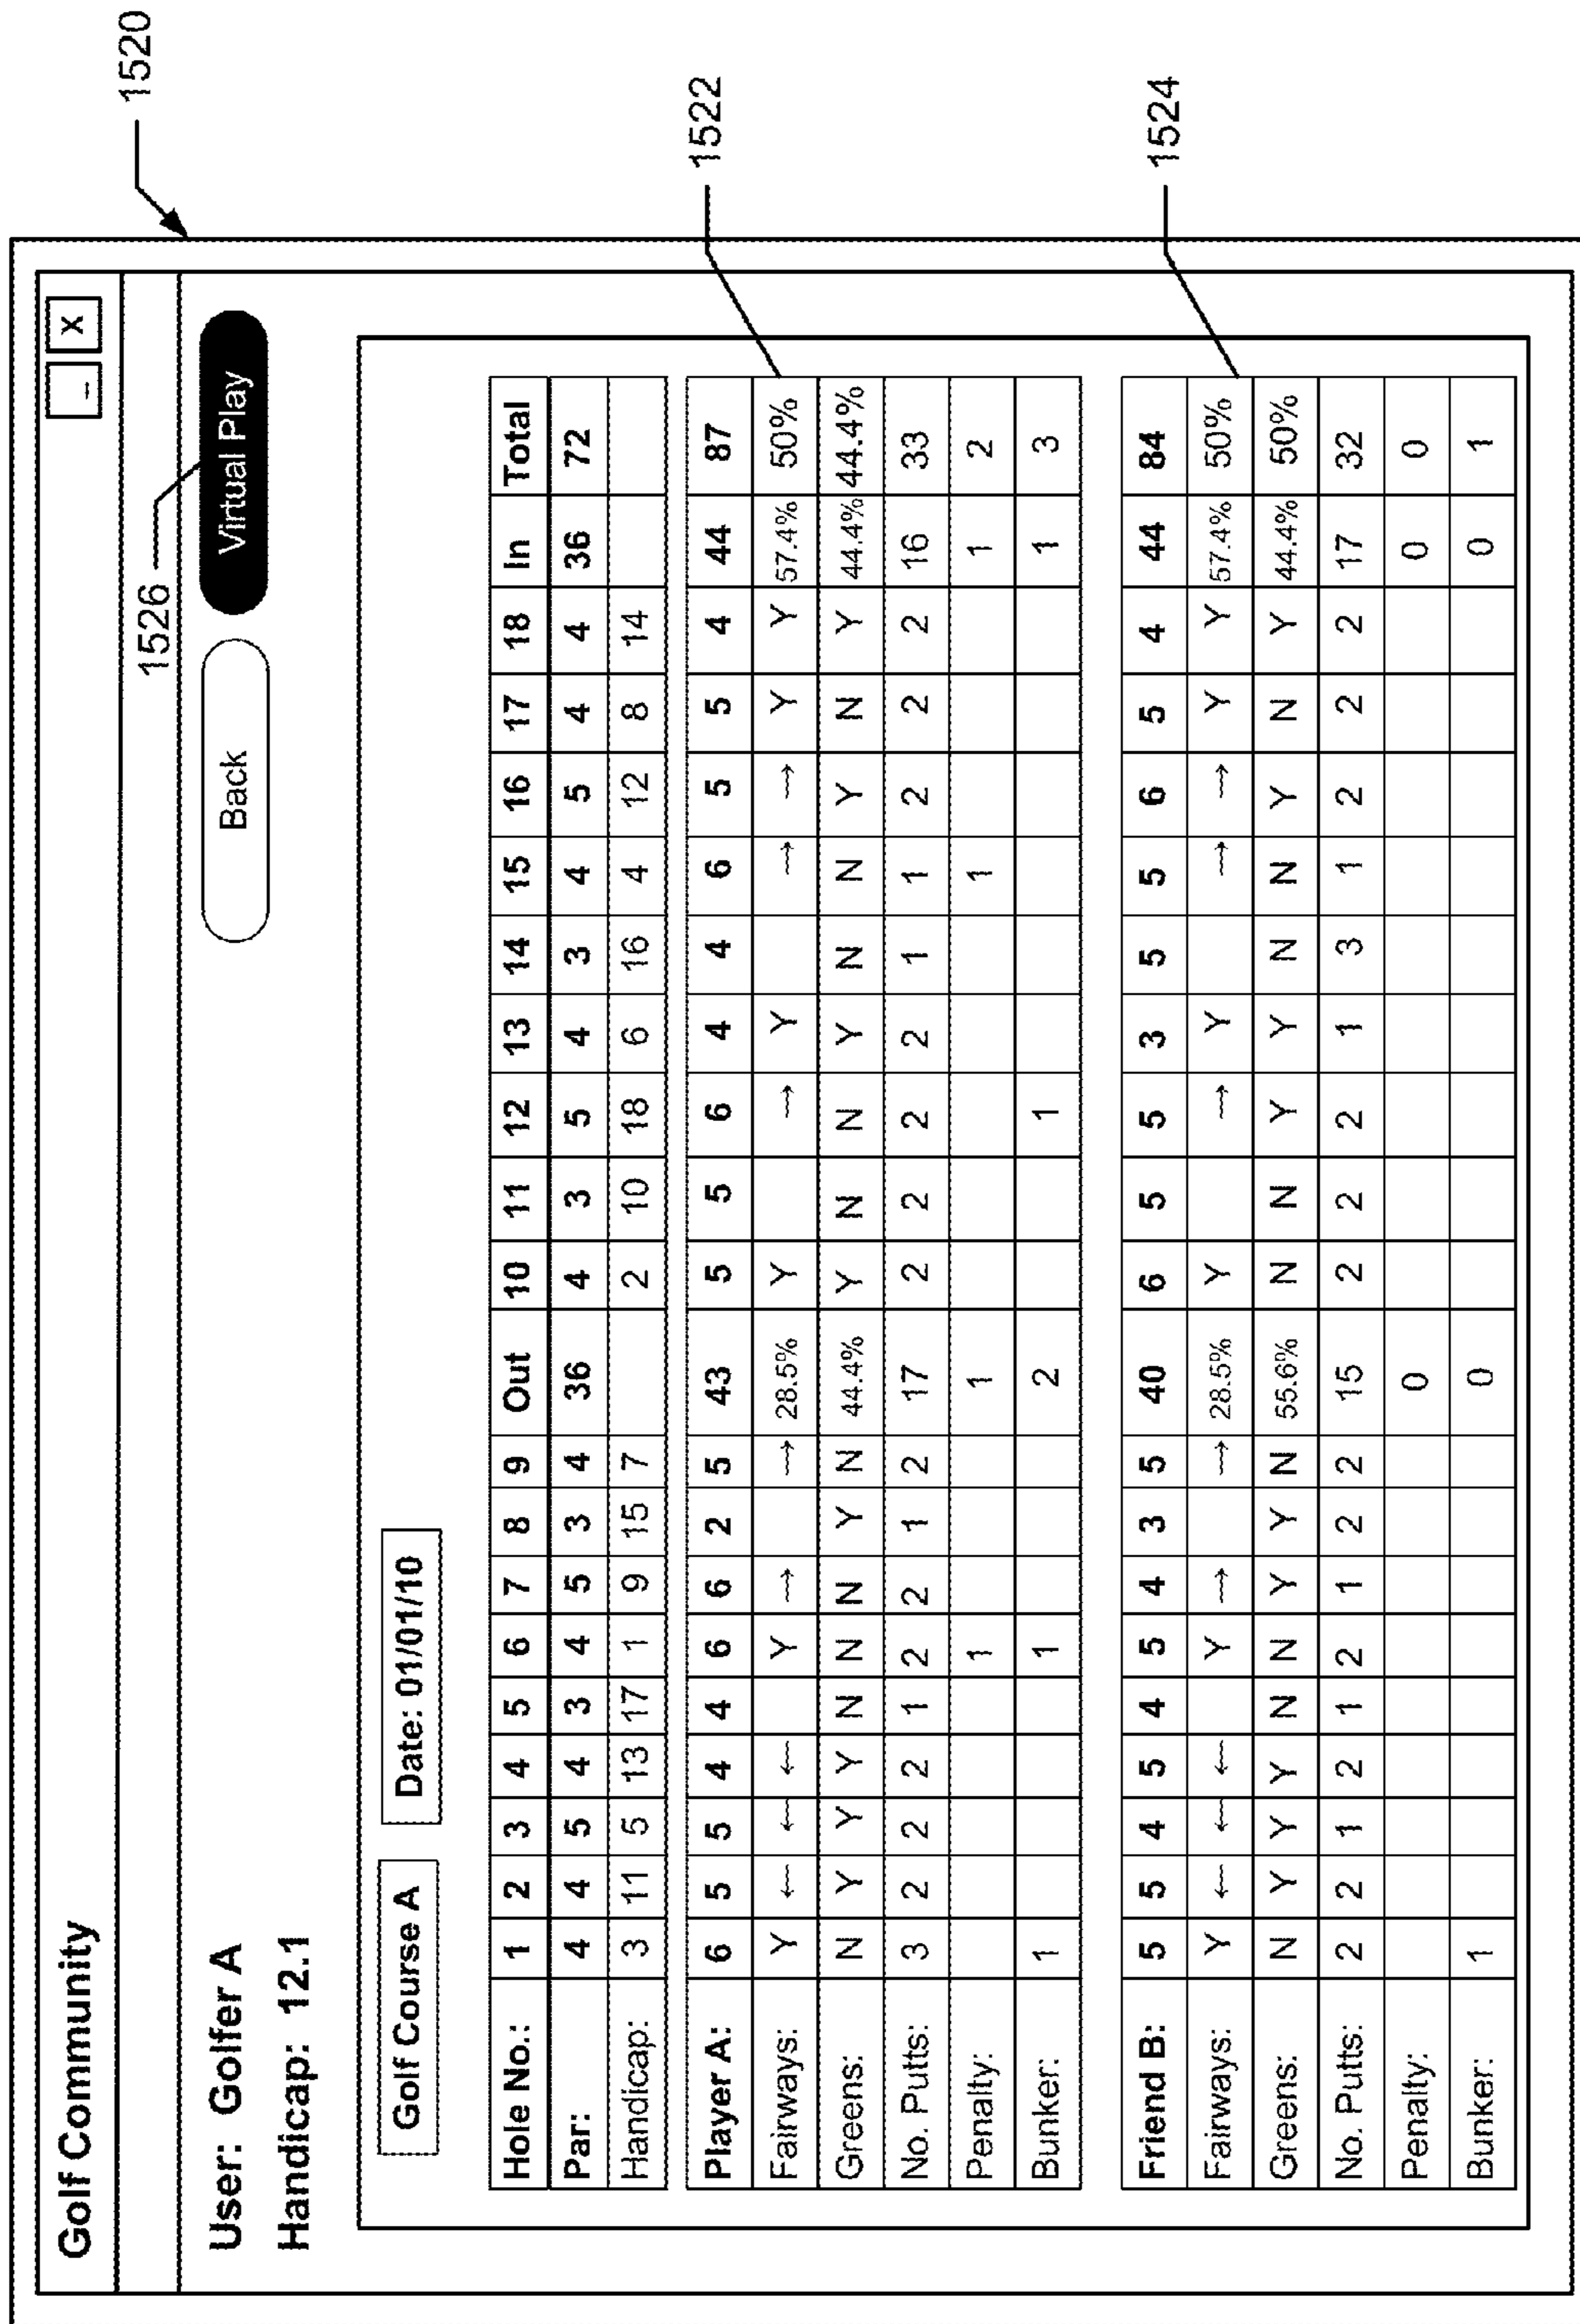 Golf Community _ X
1520
1526
User: Golfer A Back Virtual Play
Handicap: 12.1
Golf Course A Date: 01/01/10
Hole No.: 1 2 3 4 5 6 7 8 9 Out 10 11 12 13 14 15 16 17 18 In Total
Par: 4 4 5 4 3 4 5 3 4 36 4 3 5 4 3 4 5 4 4 36 72
Handicap: 3 11 5 13 17 1 9 15 7 2 10 18 6 16 4 12 8 14
1522
Player A: 6 5 5 4 4 6 6 2 5 43 5 5 6 4 4 6 5 5 4 44 87
Fairways: Y ← ← ← Y → → 28.5% Y → Y → → Y Y 57.4% 50%
Greens: N Y Y Y N N N Y N 44.4% Y N N Y N N Y N Y 44.4% 44.4%
No. Putts: 3 2 2 2 1 2 2 1 2 17 2 2 2 2 1 1 2 2 2 16 33
Penalty: 1 1 1 1 2
Bunker: 1 1 2 1 1 3
1524
Friend B: 5 5 4 5 4 5 4 3 5 40 6 5 5 3 5 5 6 5 4 44 84
Fairways: Y ← ← ← Y → → 28.5% Y → Y → → Y Y 57.4% 50%
Greens: N Y Y Y N N Y Y N 55.6% N N Y Y N N Y N Y 44.4% 50%
No. Putts: 2 2 1 2 1 2 1 2 2 15 2 2 2 1 3 1 2 2 2 17 32
Penalty: 0 0 0
Bunker: 1 0 0 1